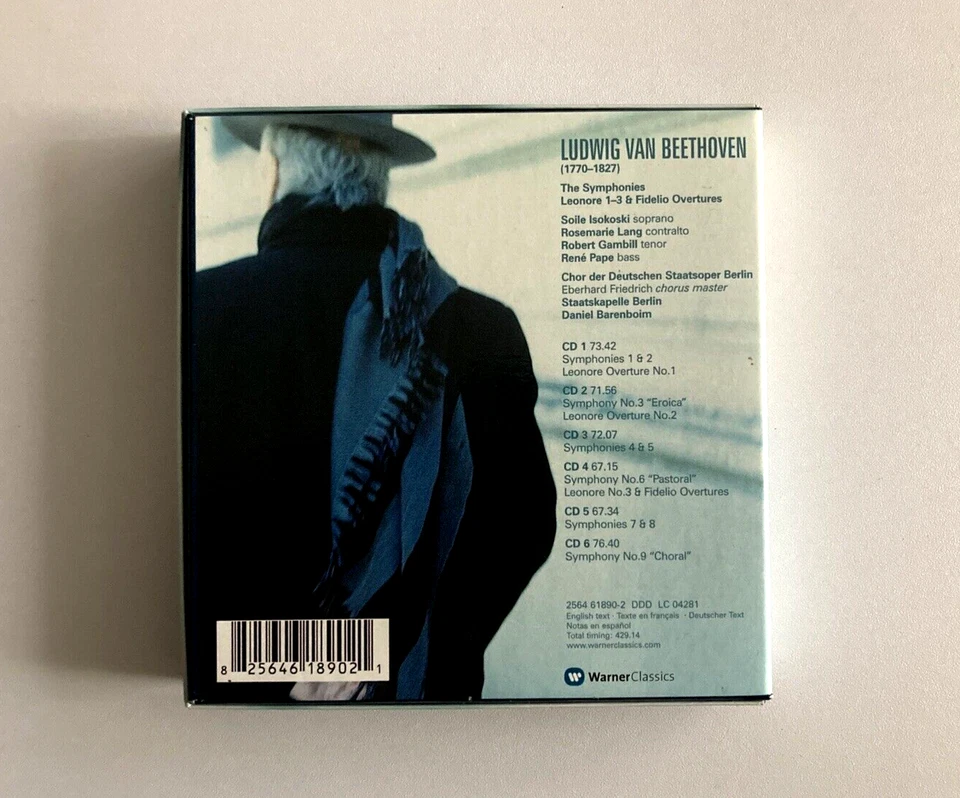 LUDWIG VAN BEETHOVEN
(1770–1827)
The Symphonies
Leonore 1–3 & Fidelio Overtures
Soile Isokoski soprano
Rosemarie Lang contralto
Robert Gambill tenor
René Pape bass
Chor der Deutschen Staatsoper Berlin
Eberhard Friedrich chorus master
Staatskapelle Berlin
Daniel Barenboim
CD 1 73.42
Symphonies 1 & 2
Leonore Overture No.1
CD 2 71.56
Symphony No.3 “Eroica”
Leonore Overture No.2
CD 3 72.07
Symphonies 4 & 5
CD 4 67.15
Symphony No.6 “Pastoral”
Leonore No.3 & Fidelio Overtures
CD 5 67.34
Symphonies 7 & 8
CD 6 76.40
Symphony No.9 “Choral”
2564 61890-2 DDD LC 04281
English text · Texte en français · Deutscher Text
Notas en español
Total timing: 429.14
www.warnerclassics.com
WarnerClassics
8 25646 18902 1